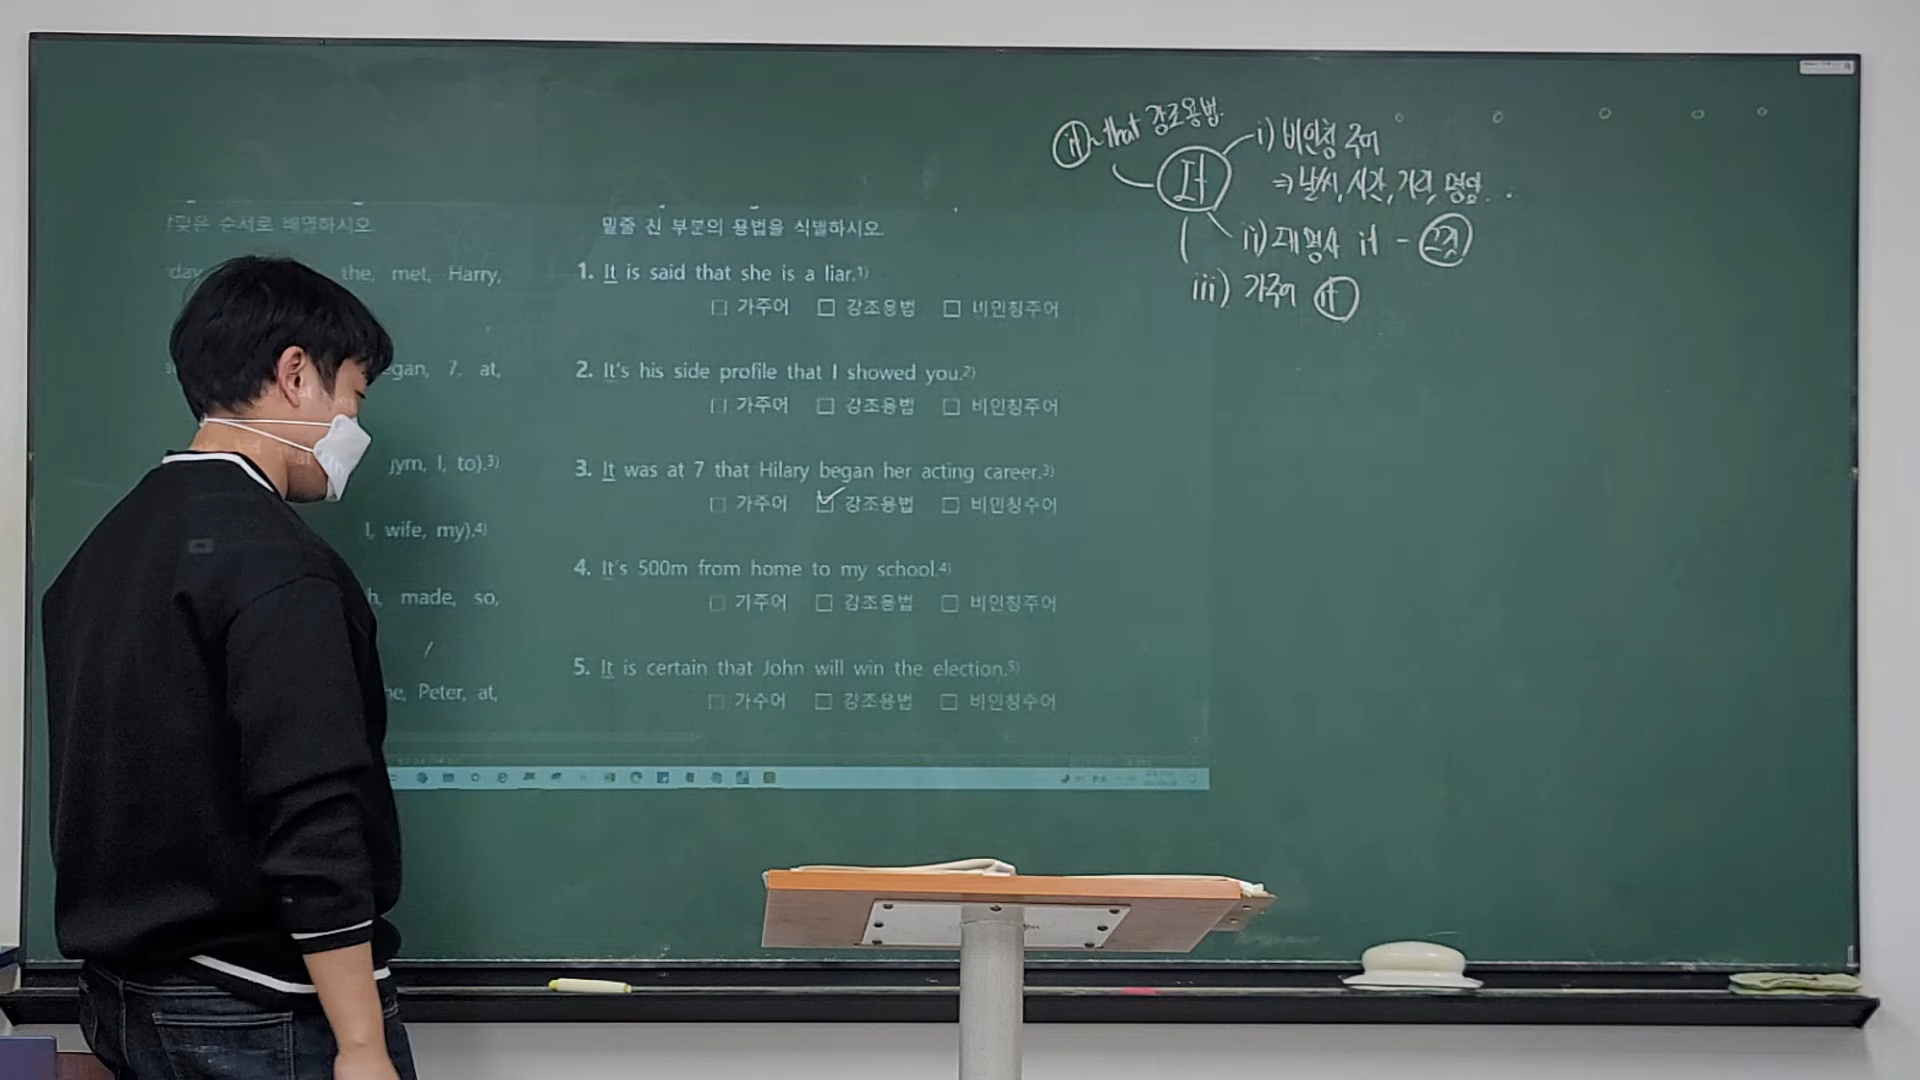 맞은 순서로 배열하시오.
the, met, Harry,
7, at,
I, to).3)
I, wife, my).4)
made, so,
Peter, at,
밑줄 친 부분의 용법을 식별하시오.
1. It is said that she is a liar.1)
□ 가주어 □ 강조용법 □ 비인칭주어
2. It's his side profile that I showed you.2)
□ 가주어 □ 강조용법 □ 비인칭주어
3. It was at 7 that Hilary began her acting career.3)
□ 가주어 ☑ 강조용법 □ 비인칭주어
4. It's 500m from home to my school.4)
□ 가주어 □ 강조용법 □ 비인칭주어
5. It is certain that John will win the election.5)
□ 가주어 □ 강조용법 □ 비인칭주어
it~that 강조용법.
It
i) 비인칭 주어
⇒ 날씨, 시간, 거리, 명암...
ii) 대명사 it - 그것
iii) 가주어 it